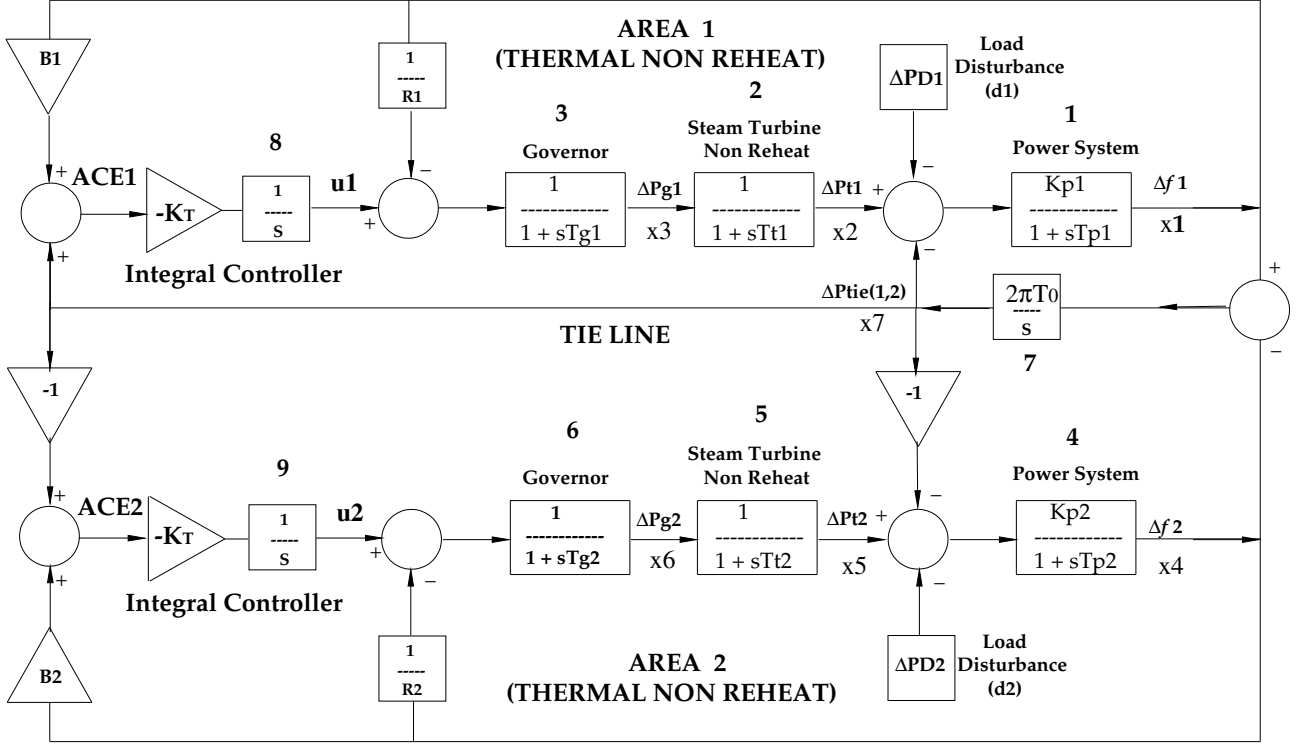 AREA 1
(THERMAL NON REHEAT)
B1
1
-----
R1
ΔPD1
Load
Disturbance
(d1)
3
2
1
8
Governor
Steam Turbine
Non Reheat
Power System
+
ACE1
-KT
1
-----
s
u1
+
−
1
-------------
1 + sTg1
ΔPg1
x3
1
------------
1 + sTt1
ΔPt1
x2
+
−
−
Kp1
------------
1 + sTp1
Δf 1
x1
+
Integral Controller
+
−
ΔPtie(1,2)
x7
2πT0
-----
s
7
TIE LINE
-1
-1
9
6
5
4
Governor
Steam Turbine
Non Reheat
Power System
+
ACE2
+
-KT
1
-----
s
u2
+
−
1
------------
1 + sTg2
ΔPg2
x6
1
------------
1 + sTt2
ΔPt2
x5
+
−
−
Kp2
------------
1 + sTp2
Δf 2
x4
Integral Controller
B2
1
-----
R2
AREA 2
(THERMAL NON REHEAT)
ΔPD2
Load
Disturbance
(d2)